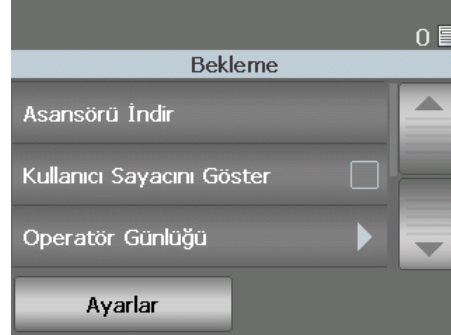 0
Bekleme
Asansörü İndir
Kullanıcı Sayacını Göster
Operatör Günlüğü
Ayarlar